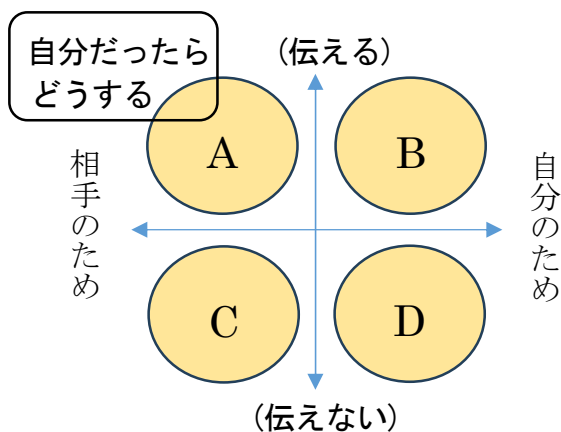 自分だったら
どうする
(伝える)
A
B
相手のため
自分のため
C
D
(伝えない)